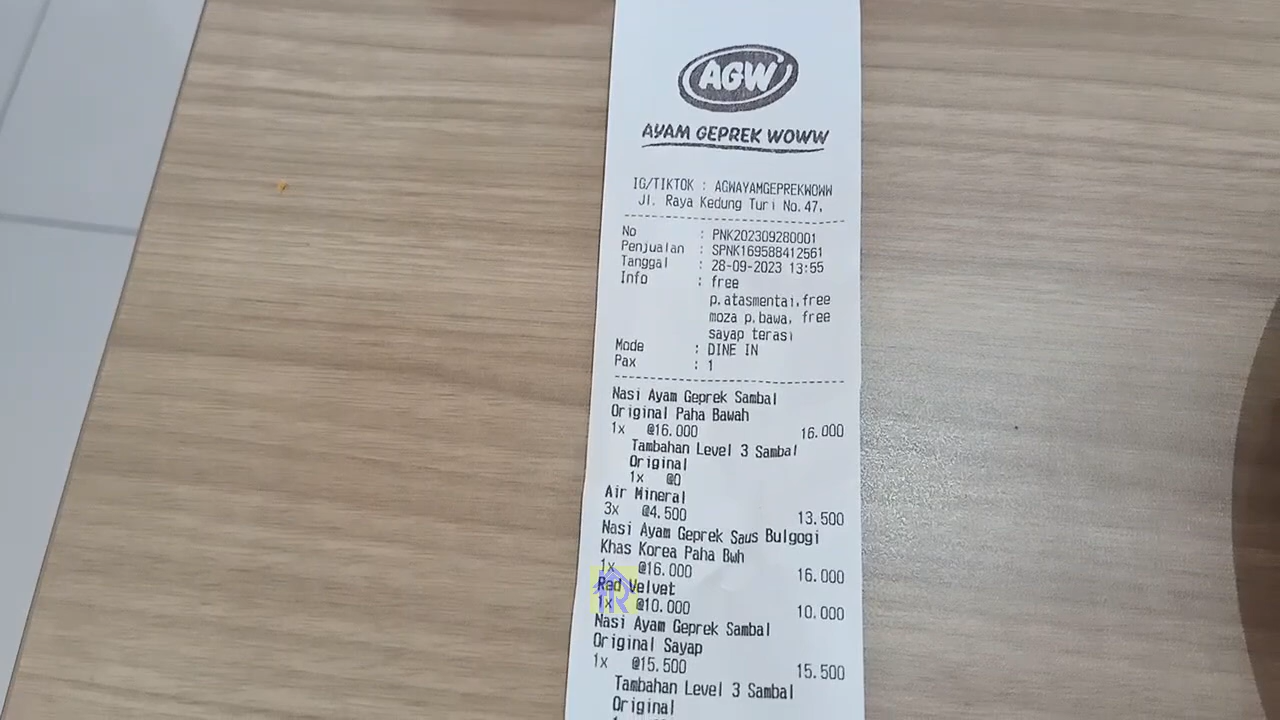 AGW
AYAM GEPREK WOWW
IG/TIKTOK : AGWAYAMGEPREKWOWW
Jl. Raya Kedung Turi No.47,
No : PNK202309280001
Penjualan : SPNK169588412561
Tanggal : 28-09-2023 13:55
Info : free
p.atasmentai,free
moza p.bawa, free
sayap terasi
Mode : DINE IN
Pax : 1
Nasi Ayam Geprek Sambal
Original Paha Bawah
1x @16.000 16.000
Tambahan Level 3 Sambal
Original
1x @0
Air Mineral
3x @4.500 13.500
Nasi Ayam Geprek Saus Bulgogi
Khas Korea Paha Bwh
1x @16.000 16.000
Red Velvet
1x @10.000 10.000
Nasi Ayam Geprek Sambal
Original Sayap
1x @15.500 15.500
Tambahan Level 3 Sambal
Original